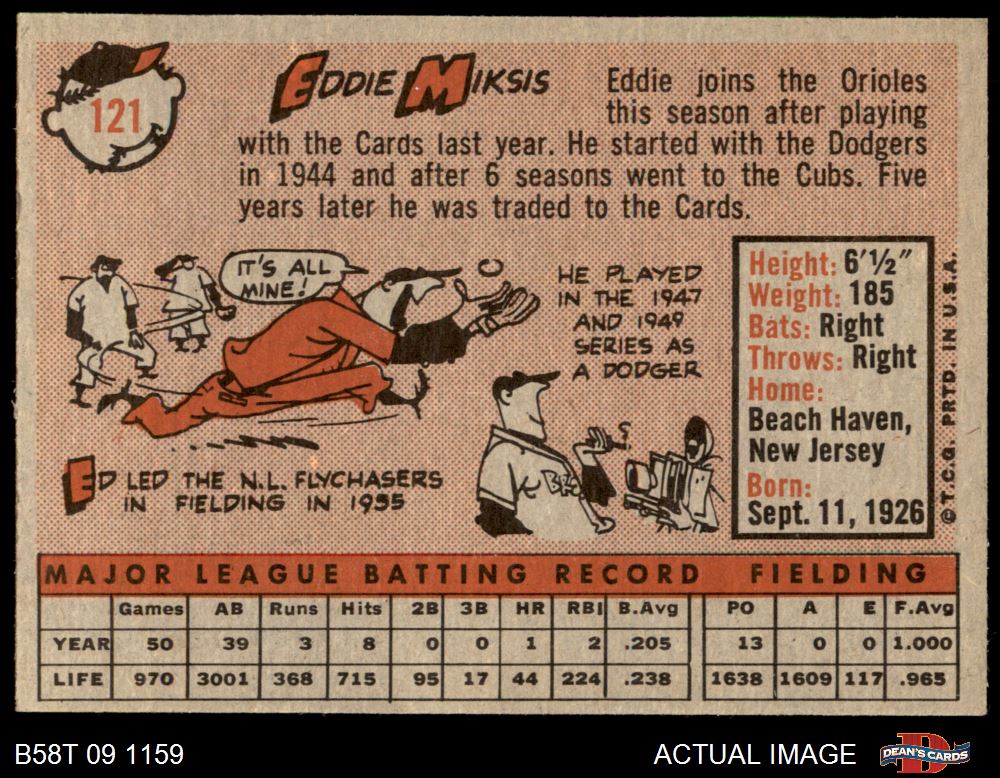 121
EDDIE MIKSIS
Eddie joins the Orioles
this season after playing
with the Cards last year. He started with the Dodgers
in 1944 and after 6 seasons went to the Cubs. Five
years later he was traded to the Cards.
IT'S ALL
MINE!
HE PLAYED
IN THE 1947
AND 1949
SERIES AS
A DODGER
ED LED THE N.L. FLYCHASERS
IN FIELDING IN 1955
Height: 6'½"
Weight: 185
Bats: Right
Throws: Right
Home:
Beach Haven,
New Jersey
Born:
Sept. 11, 1926
©T.C.G. PRTD. IN U.S.A.
MAJOR LEAGUE BATTING RECORD FIELDING
Games AB Runs Hits 2B 3B HR RBI B.Avg PO A E F.Avg
YEAR 50 39 3 8 0 0 1 2 .205 13 0 0 1.000
LIFE 970 3001 368 715 95 17 44 224 .238 1638 1609 117 .965
B58T 09 1159
ACTUAL IMAGE
DEAN'S CARDS